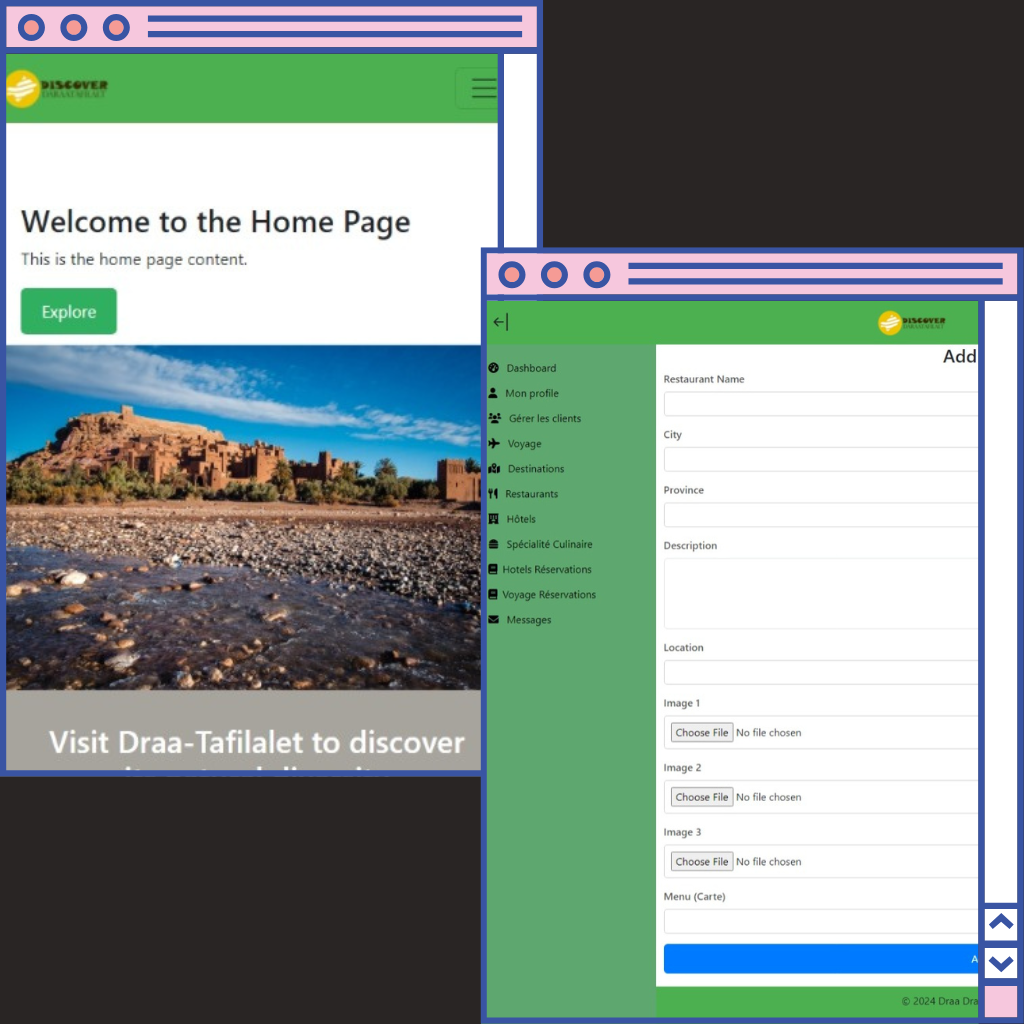 DISCOVER
DARAATAFILALT
Welcome to the Home Page
This is the home page content.
Explore
Visit Draa-Tafilalet to discover
DISCOVER
Dashboard
Mon profile
Gérer les clients
Voyage
Destinations
Restaurants
Hôtels
Spécialité Culinaire
Hotels Réservations
Voyage Réservations
Messages
Add
Restaurant Name
City
Province
Description
Location
Image 1
Choose File No file chosen
Image 2
Choose File No file chosen
Image 3
Choose File No file chosen
Menu (Carte)
A
© 2024 Draa Dra